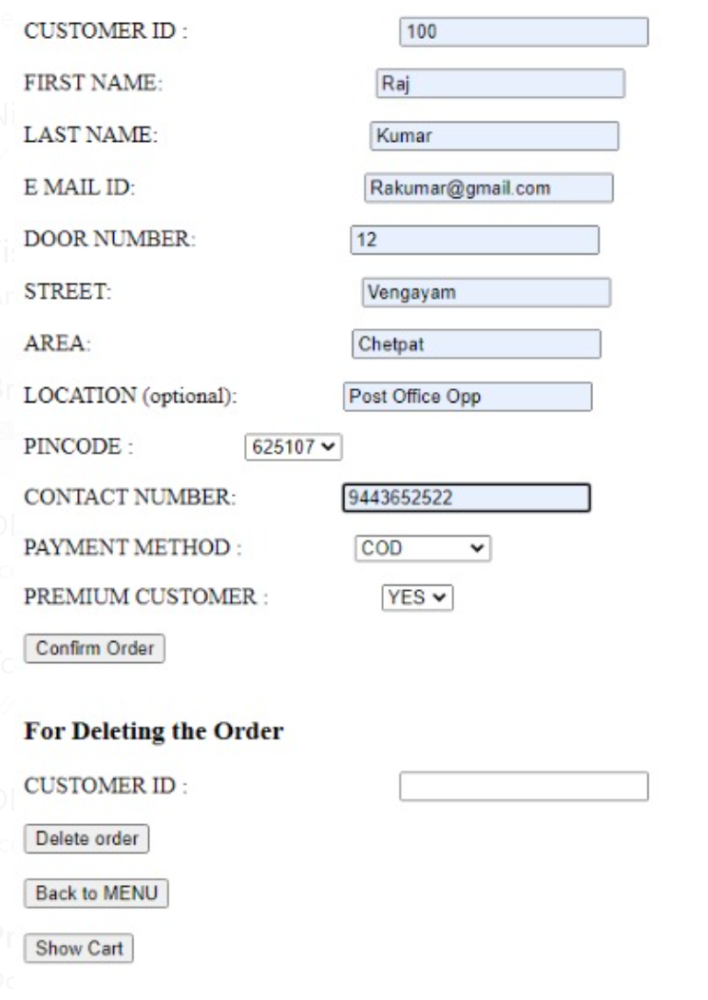 CUSTOMER ID : 100
FIRST NAME: Raj
LAST NAME: Kumar
E MAIL ID: Rakumar@gmail.com
DOOR NUMBER: 12
STREET: Vengayam
AREA: Chetpat
LOCATION (optional): Post Office Opp
PINCODE : 625107
CONTACT NUMBER: 9443652522
PAYMENT METHOD : COD
PREMIUM CUSTOMER : YES
Confirm Order
For Deleting the Order
CUSTOMER ID :
Delete order
Back to MENU
Show Cart